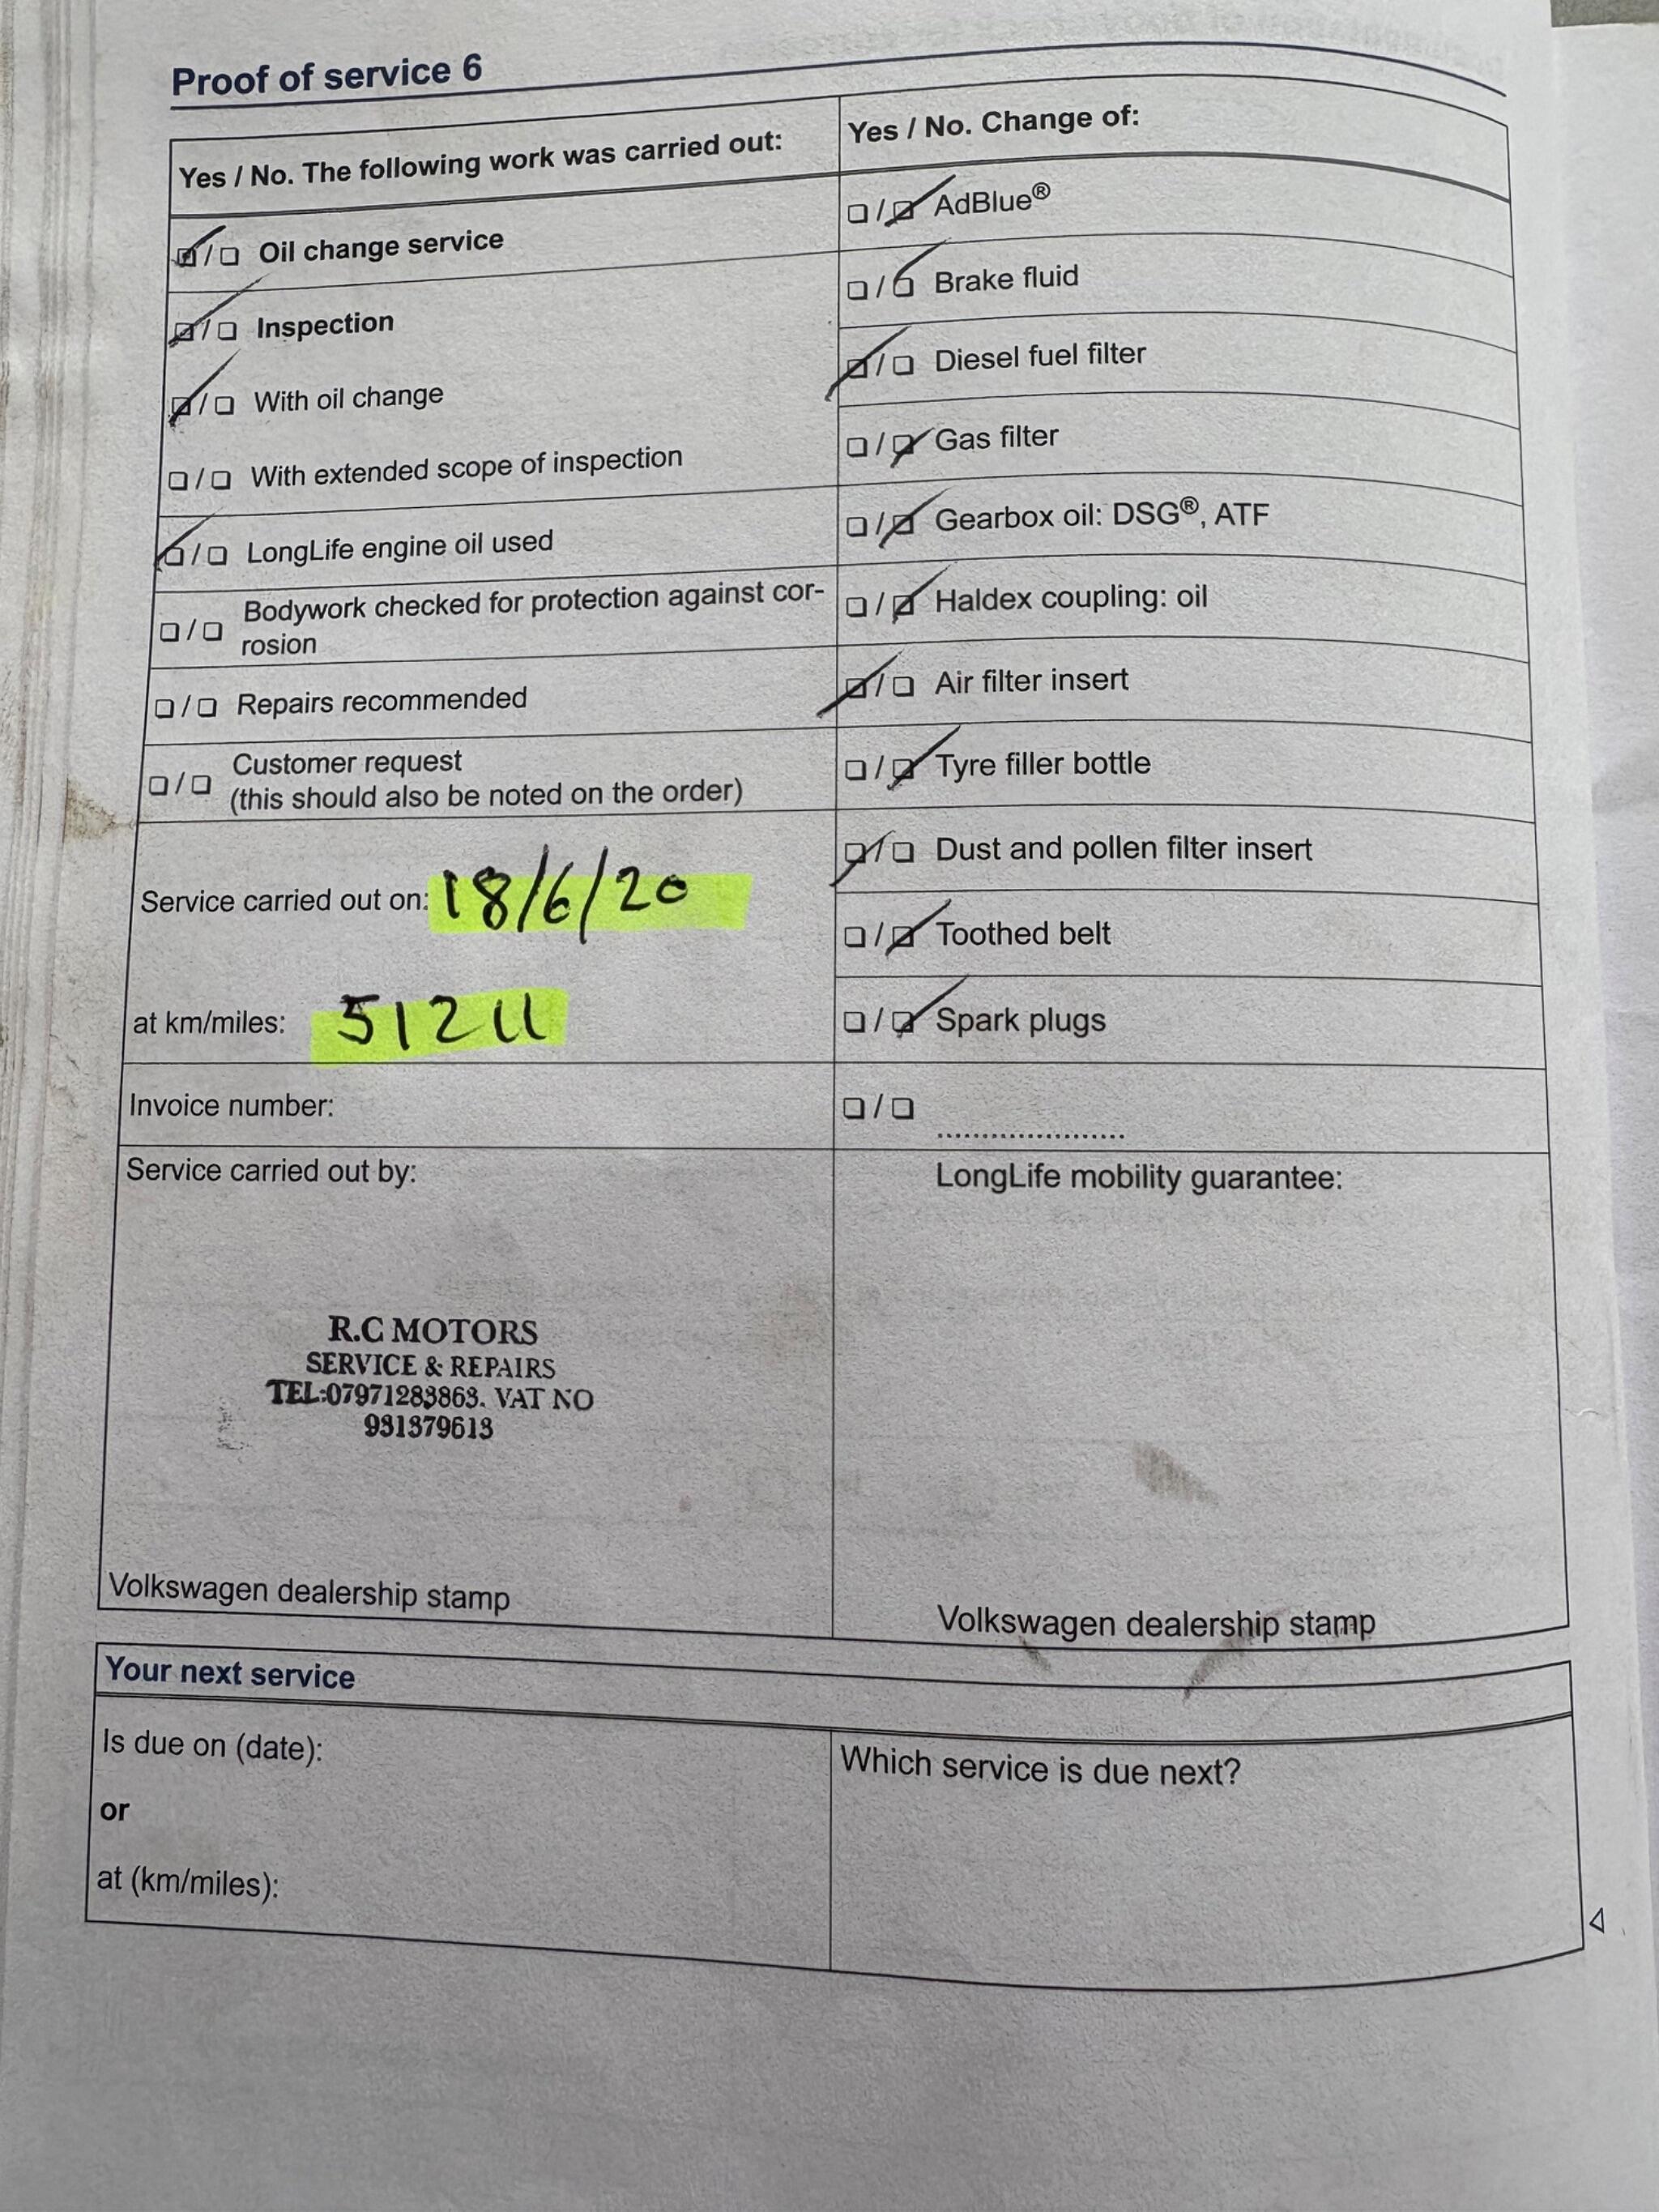 Proof of service 6
Yes / No. The following work was carried out:
☑/☐ Oil change service
☑/☐ Inspection
☑/☐ With oil change
☐/☐ With extended scope of inspection
☑/☐ LongLife engine oil used
☐/☐ Bodywork checked for protection against cor-
rosion
☐/☐ Repairs recommended
☐/☐ Customer request
(this should also be noted on the order)
Service carried out on: 18/6/20
at km/miles: 51211
Invoice number:
Service carried out by:
R.C MOTORS
SERVICE & REPAIRS
TEL:07971283863. VAT NO
931379613
Volkswagen dealership stamp
Yes / No. Change of:
☐/☑ AdBlue®
☐/☑ Brake fluid
☑/☐ Diesel fuel filter
☐/☑ Gas filter
☐/☑ Gearbox oil: DSG®, ATF
☐/☑ Haldex coupling: oil
☑/☐ Air filter insert
☐/☑ Tyre filler bottle
☑/☐ Dust and pollen filter insert
☐/☑ Toothed belt
☐/☑ Spark plugs
☐/☐ ......................
LongLife mobility guarantee:
Volkswagen dealership stamp
Your next service
Is due on (date):
or
at (km/miles):
Which service is due next?